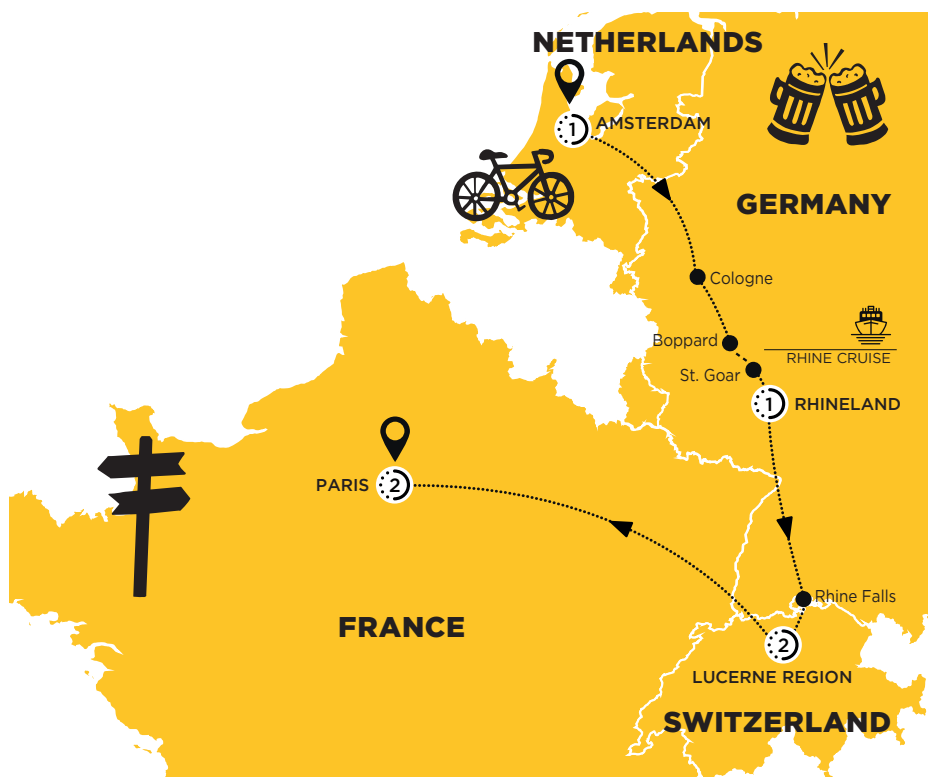 NETHERLANDS
1 AMSTERDAM
GERMANY
Cologne
Boppard
RHINE CRUISE
St. Goar
1 RHINELAND
PARIS 2
Rhine Falls
FRANCE
2
LUCERNE REGION
SWITZERLAND